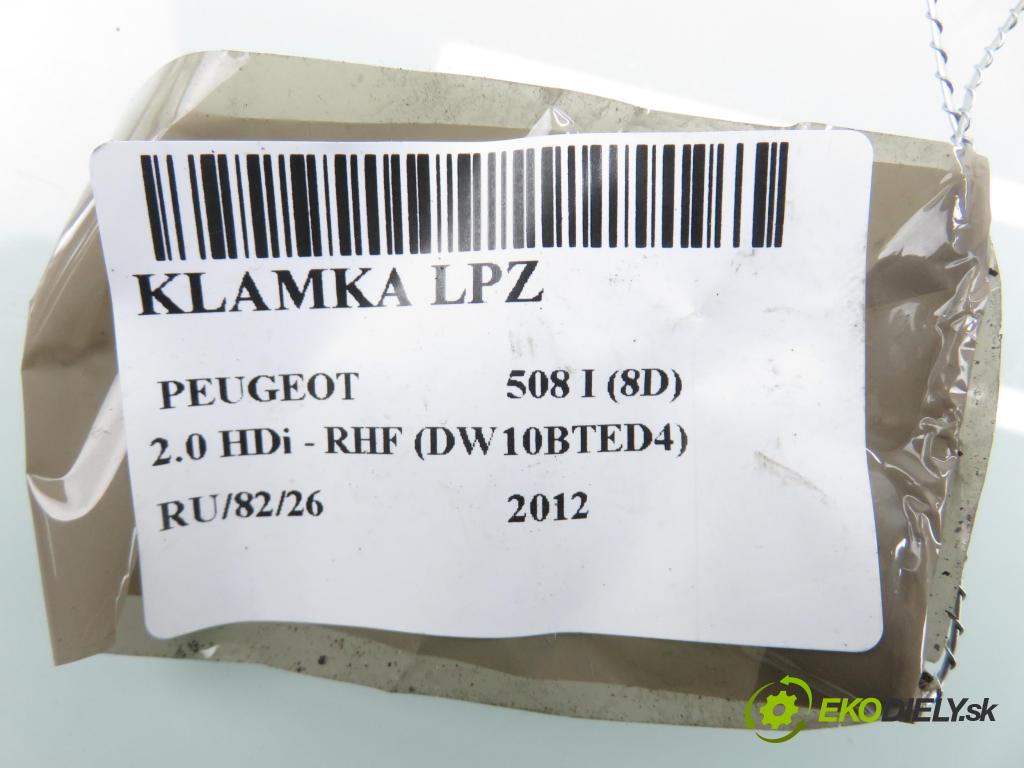 KLAMKA LPZ
PEUGEOT 508 I (8D)
2.0 HDi - RHF (DW10BTED4)
RU/82/26 2012
EKODIELY.sk